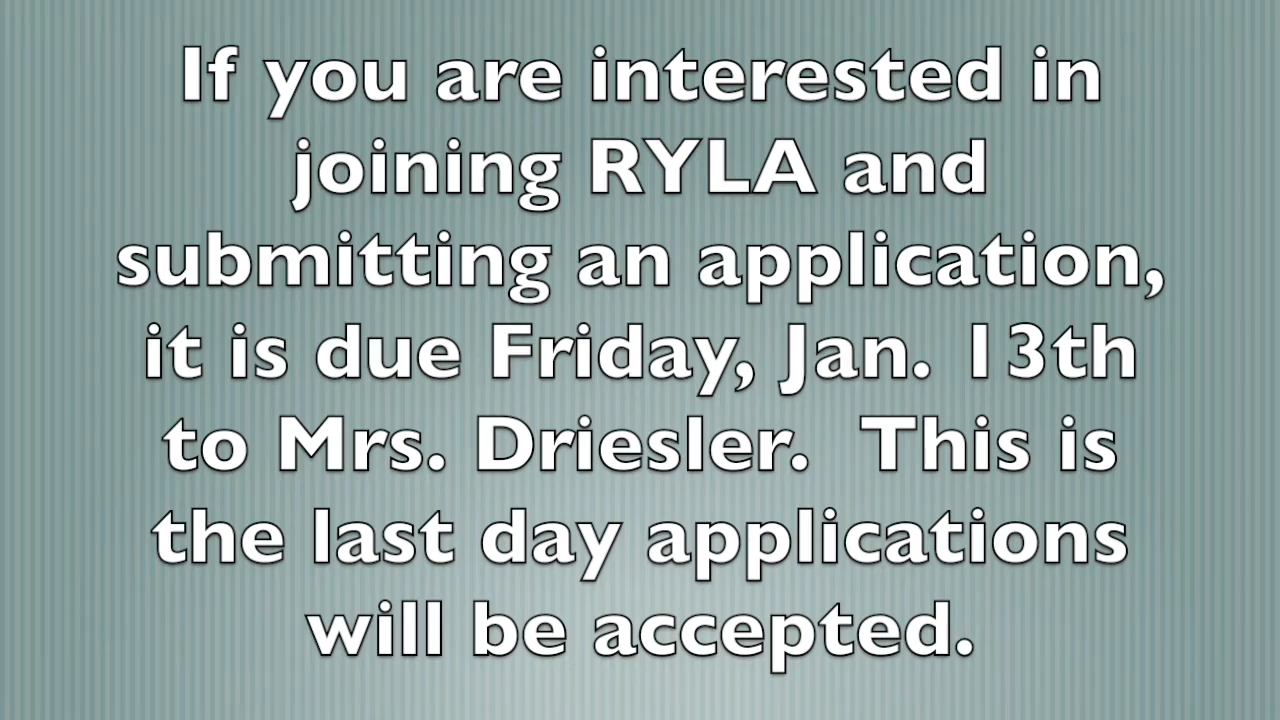 If you are interested in
joining RYLA and
submitting an application,
it is due Friday, Jan. 13th
to Mrs. Driesler.  This is
the last day applications
will be accepted.